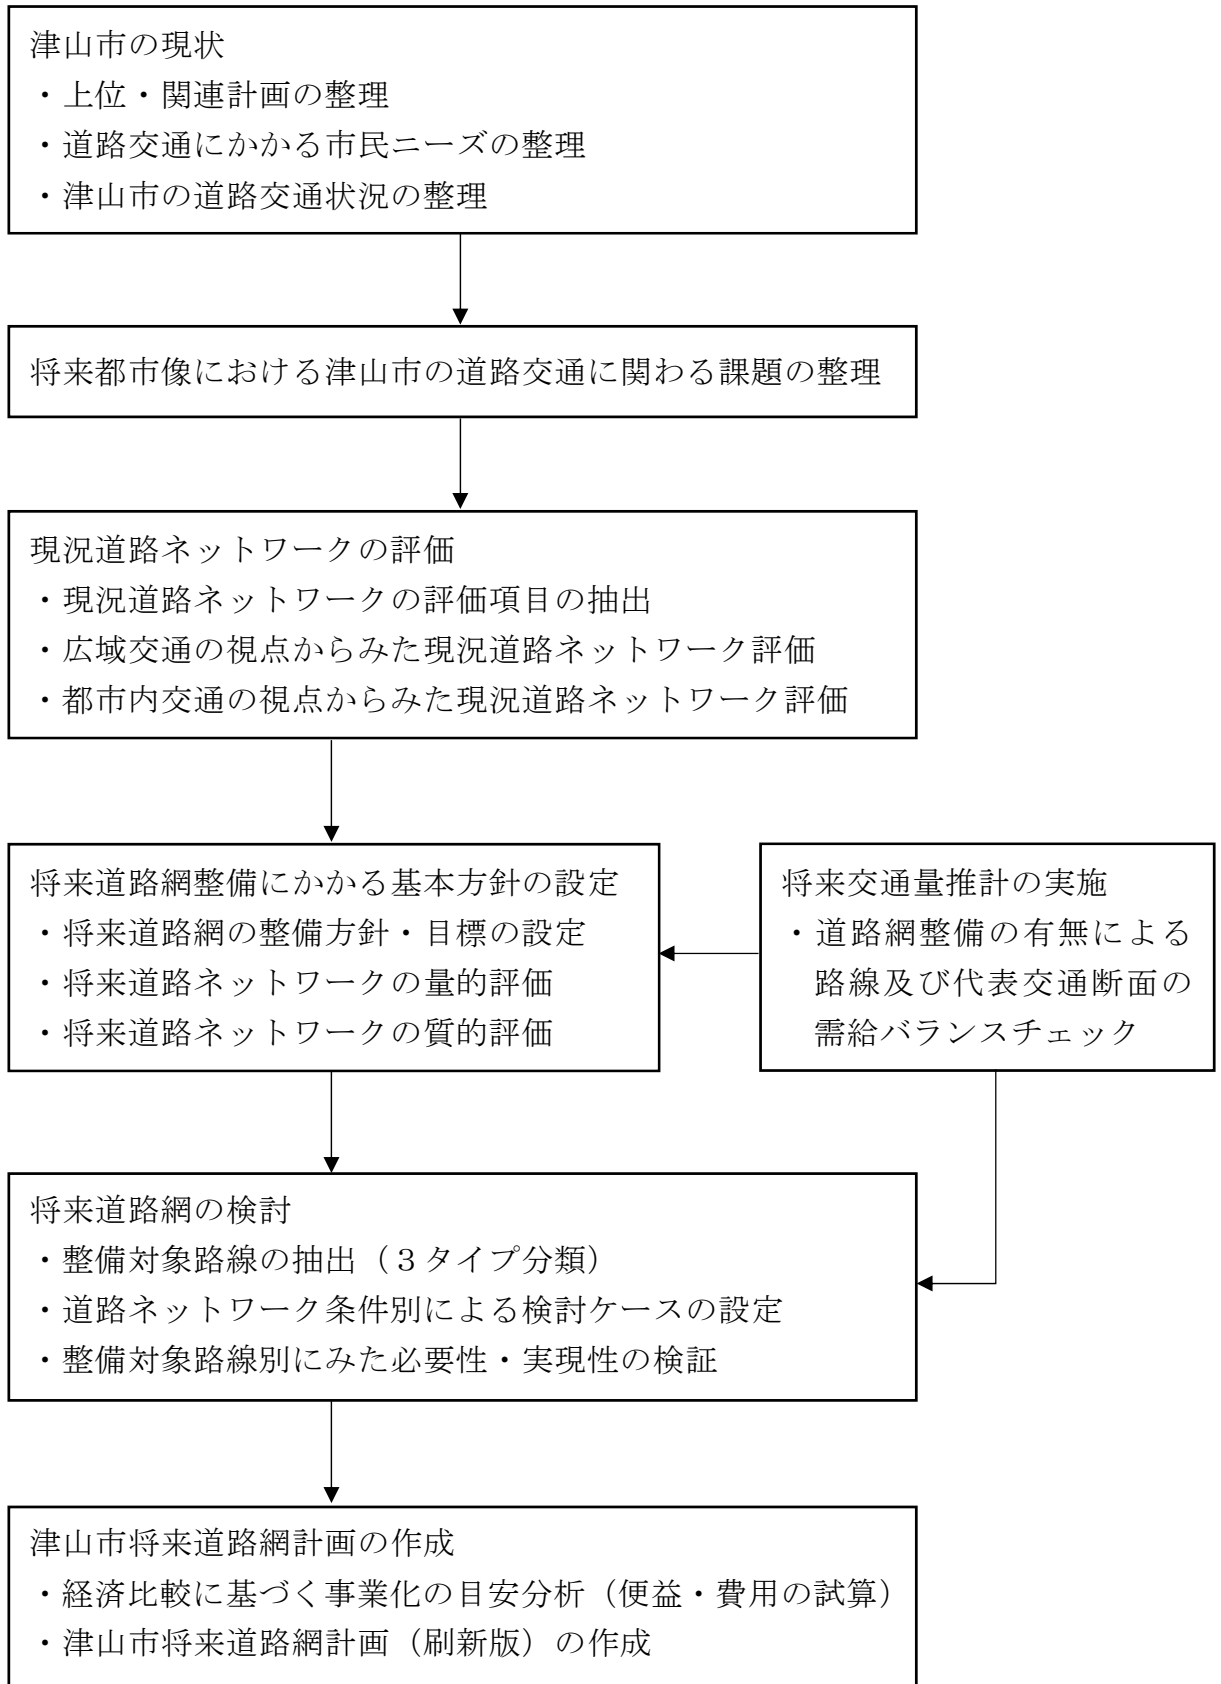 津山市の現状
・上位・関連計画の整理
・道路交通にかかる市民ニーズの整理
・津山市の道路交通状況の整理
将来都市像における津山市の道路交通に関わる課題の整理
現況道路ネットワークの評価
・現況道路ネットワークの評価項目の抽出
・広域交通の視点からみた現況道路ネットワーク評価
・都市内交通の視点からみた現況道路ネットワーク評価
将来道路網整備にかかる基本方針の設定
・将来道路網の整備方針・目標の設定
・将来道路ネットワークの量的評価
・将来道路ネットワークの質的評価
将来交通量推計の実施
・道路網整備の有無による
路線及び代表交通断面の
需給バランスチェック
将来道路網の検討
・整備対象路線の抽出（３タイプ分類）
・道路ネットワーク条件別による検討ケースの設定
・整備対象路線別にみた必要性・実現性の検証
津山市将来道路網計画の作成
・経済比較に基づく事業化の目安分析（便益・費用の試算）
・津山市将来道路網計画（刷新版）の作成